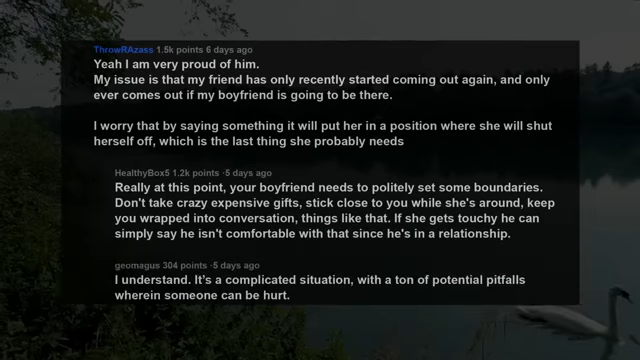 ThrowRAzass 1.5k points 6 days ago
Yeah I am very proud of him.
My issue is that my friend has only recently started coming out again, and only
ever comes out if my boyfriend is going to be there.
I worry that by saying something it will put her in a position where she will shut
herself off, which is the last thing she probably needs
HealthyBox5 1.2k points ·5 days ago
Really at this point, your boyfriend needs to politely set some boundaries.
Don't take crazy expensive gifts, stick close to you while she's around, keep
you wrapped into conversation, things like that. If she gets touchy he can
simply say he isn't comfortable with that since he's in a relationship.
geomagus 304 points ·5 days ago
I understand. It's a complicated situation, with a ton of potential pitfalls
wherein someone can be hurt.